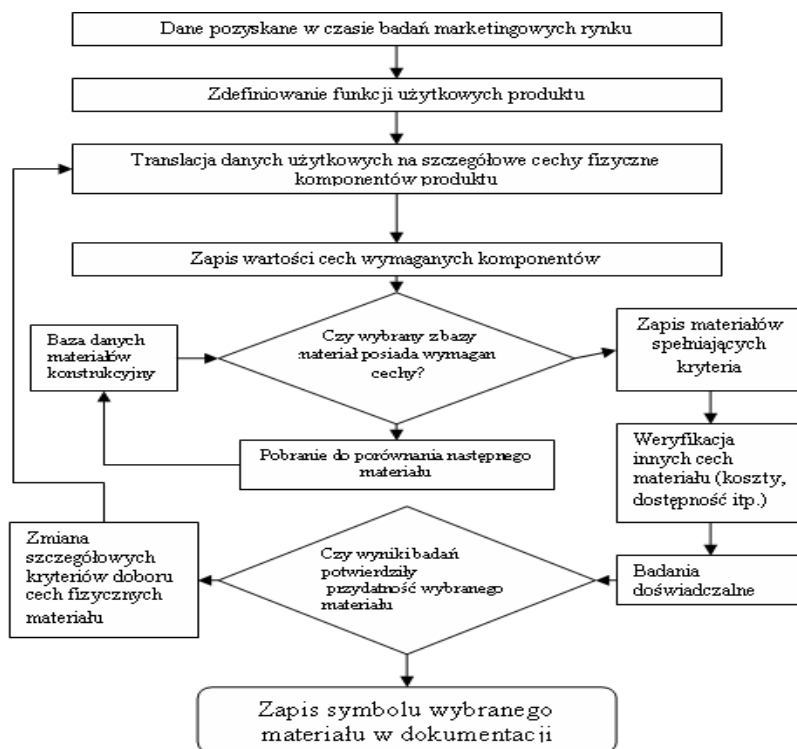 Dane pozyskane w czasie badań marketingowych rynku
Zdefiniowanie funkcji użytkowych produktu
Translacja danych użytkowych na szczegółowe cechy fizyczne
komponentów produktu
Zapis wartości cech wymaganych komponentów
Baza danych
materiałów
konstrukcyjny
Czy wybrany z bazy
materiał posiada wymagan
cechy?
Zapis materiałów
spełniających
kryteria
Pobranie do porównania następnego
materiału
Weryfikacja
innych cech
materiału (koszty,
dostępność itp.)
Zmiana
szczegółowych
kryteriów doboru
cech fizycznych
materiału
Czy wyniki badań
potwierdziły
przydatność wybranego
materiału
Badania
doświadczalne
Zapis symbolu wybranego
materiału w dokumentacji